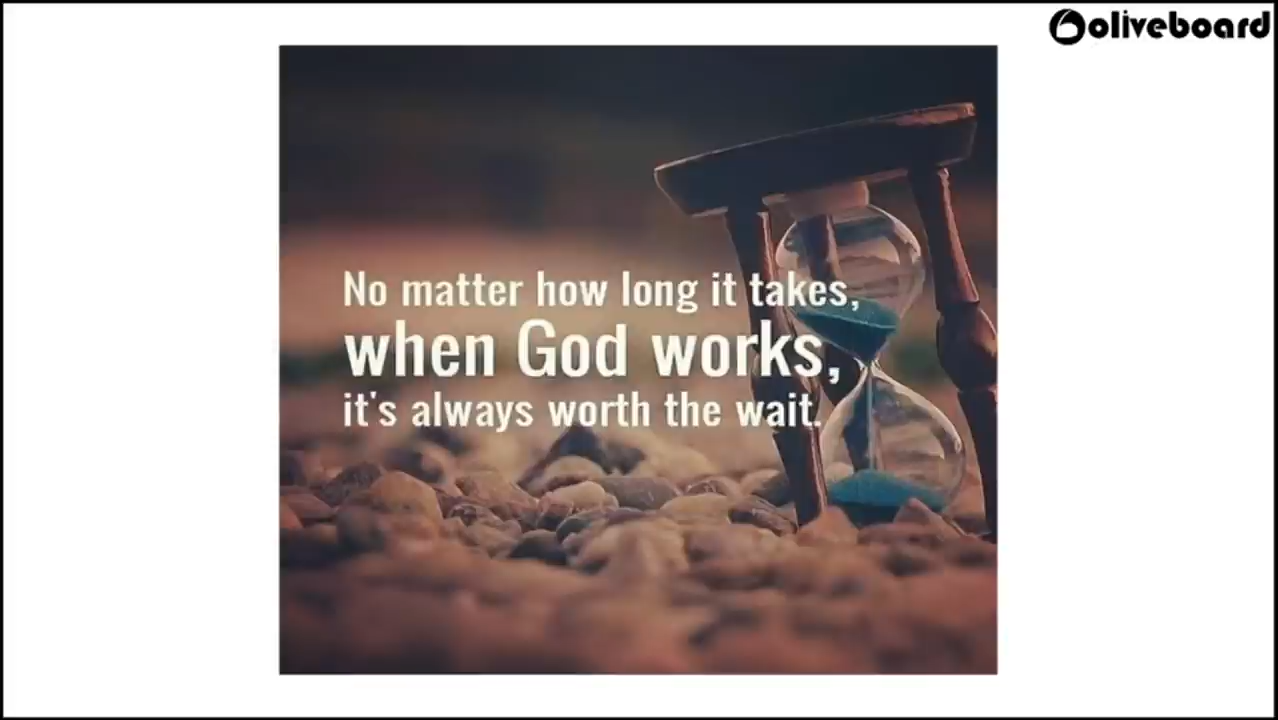 oliveboard
No matter how long it takes,
when God works,
it's always worth the wait.